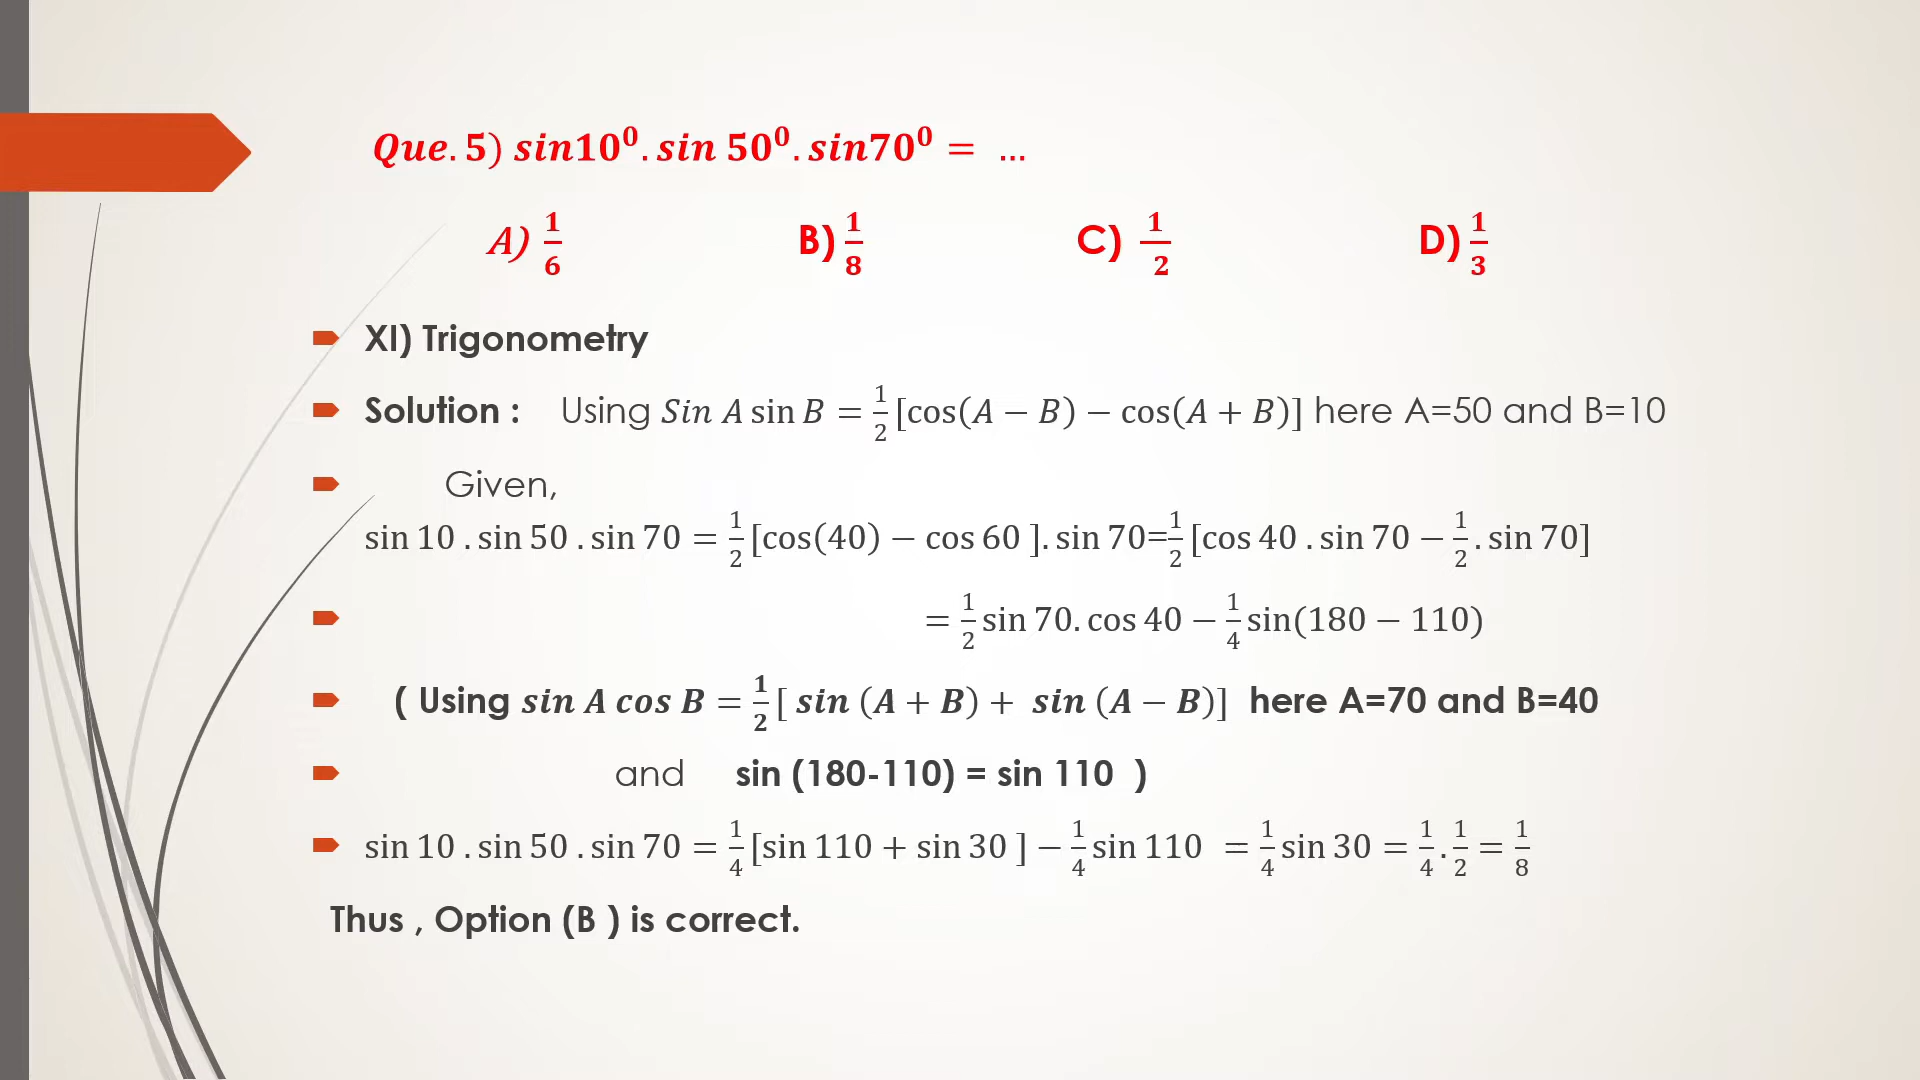 Que. 5) sin10⁰. sin 50⁰. sin70⁰ = ...
A) 1/6 B) 1/8 C) 1/2 D) 1/3
XI) Trigonometry
Solution : Using Sin A sin B = 1/2 [cos(A − B) − cos(A + B)] here A=50 and B=10
Given,
sin 10 . sin 50 . sin 70 = 1/2 [cos(40) − cos 60 ]. sin 70=1/2 [cos 40 . sin 70 − 1/2 . sin 70]
= 1/2 sin 70. cos 40 − 1/4 sin(180 − 110)
( Using sin A cos B = 1/2 [ sin (A + B) + sin (A − B)] here A=70 and B=40
and sin (180-110) = sin 110 )
sin 10 . sin 50 . sin 70 = 1/4 [sin 110 + sin 30 ] − 1/4 sin 110 = 1/4 sin 30 = 1/4 . 1/2 = 1/8
Thus , Option (B ) is correct.